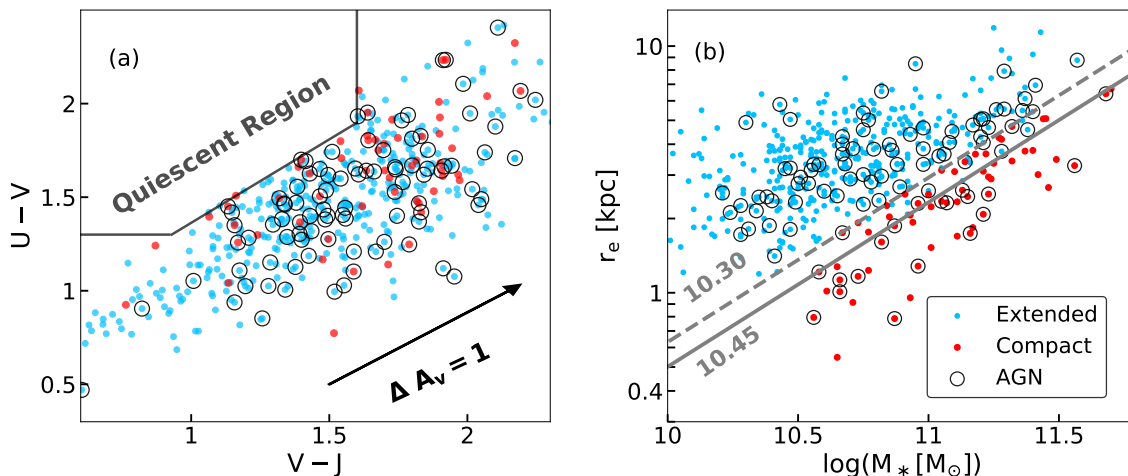 (a)
Quiescent Region
Δ A_v = 1
2
1.5
1
0.5
U − V
1
1.5
2
V − J
(b)
10.30
10.45
Extended
Compact
AGN
10
1
0.4
r_e [kpc]
10
10.5
11
11.5
log(M_* [M_⊙])